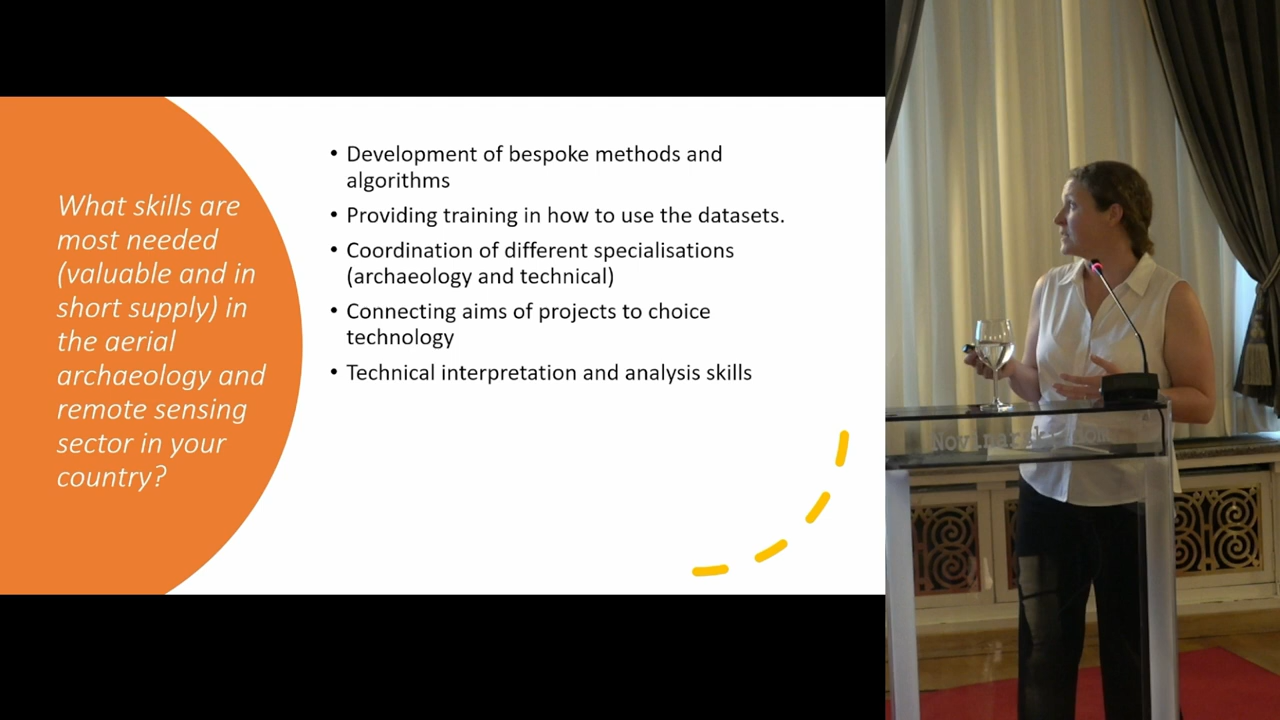 What skills are
most needed
(valuable and in
short supply) in
the aerial
archaeology and
remote sensing
sector in your
country?
• Development of bespoke methods and
algorithms
• Providing training in how to use the datasets.
• Coordination of different specialisations
(archaeology and technical)
• Connecting aims of projects to choice
technology
• Technical interpretation and analysis skills